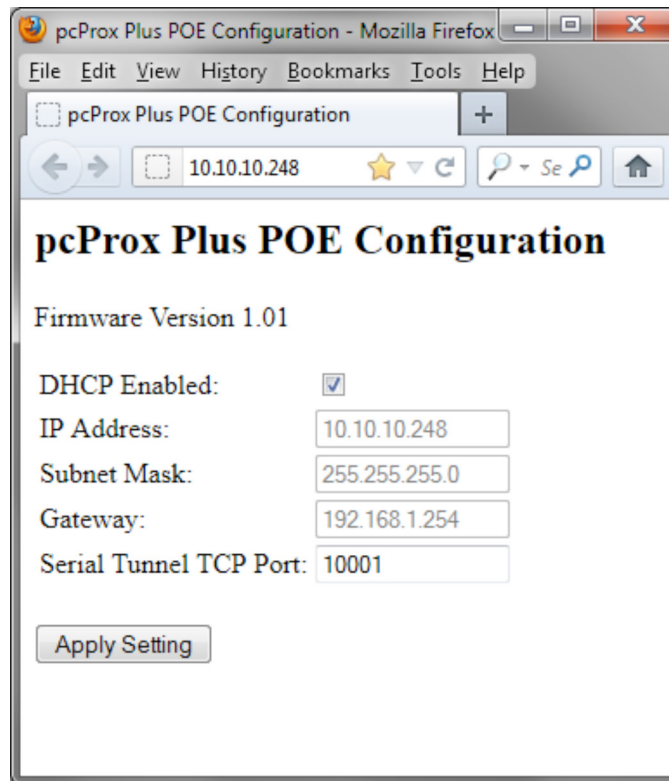 pcProx Plus POE Configuration - Mozilla Firefox
File Edit View History Bookmarks Tools Help
pcProx Plus POE Configuration
10.10.10.248 Se
pcProx Plus POE Configuration
Firmware Version 1.01
DHCP Enabled:
IP Address: 10.10.10.248
Subnet Mask: 255.255.255.0
Gateway: 192.168.1.254
Serial Tunnel TCP Port: 10001
Apply Setting